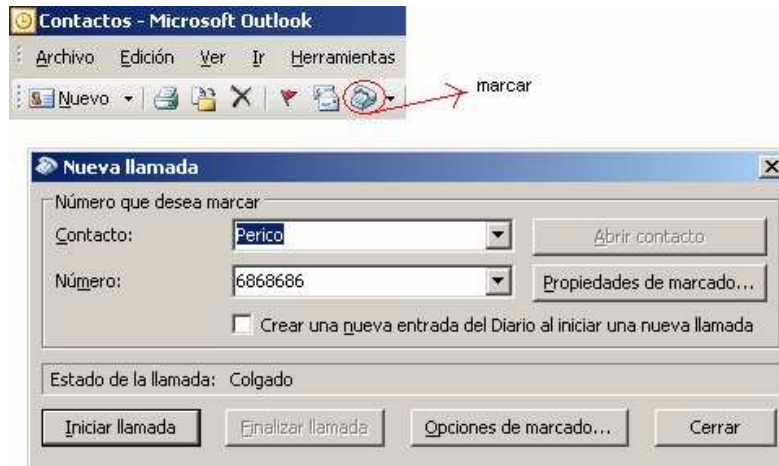 Contactos - Microsoft Outlook
Archivo Edición Ver Ir Herramientas
Nuevo
marcar
Nueva llamada
Número que desea marcar
Contacto: Perico Abrir contacto
Número: 6868686 Propiedades de marcado...
Crear una nueva entrada del Diario al iniciar una nueva llamada
Estado de la llamada: Colgado
Iniciar llamada Finalizar llamada Opciones de marcado... Cerrar